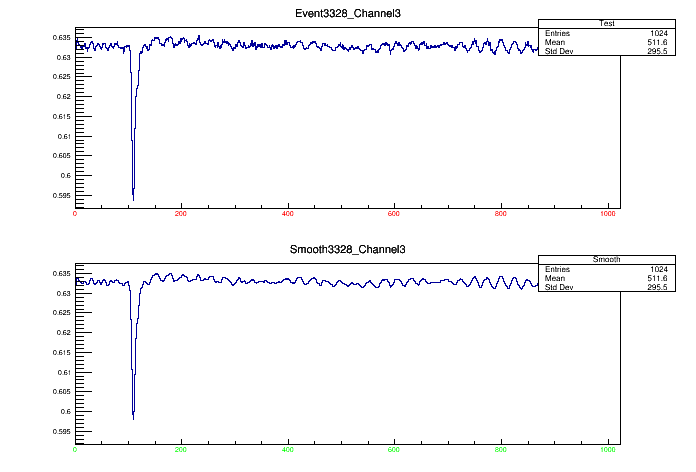 Event3328_Channel3
Test
Entries 1024
Mean 511.6
Std Dev 295.5
0.635
0.63
0.625
0.62
0.615
0.61
0.605
0.6
0.595
0 200 400 600 800 1000
Smooth3328_Channel3
Smooth
Entries 1024
Mean 511.6
Std Dev 295.5
0.635
0.63
0.625
0.62
0.615
0.61
0.605
0.6
0.595
0 200 400 600 800 1000